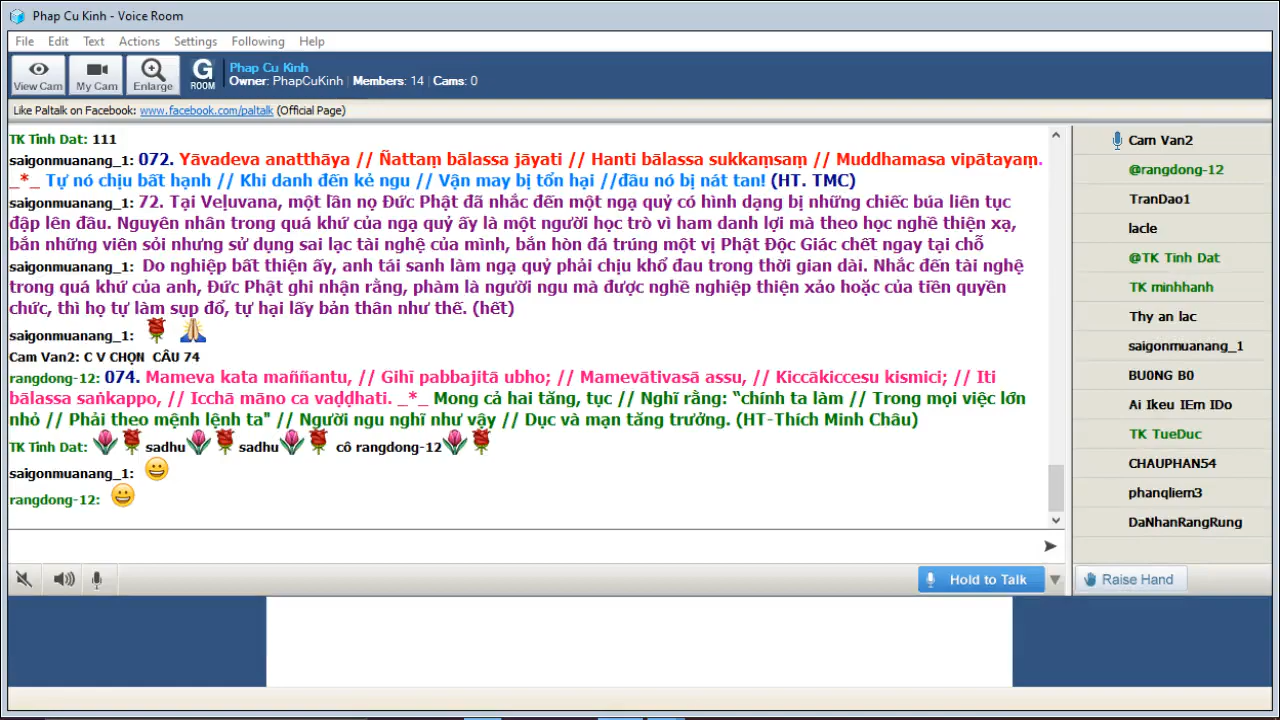 Phap Cu Kinh - Voice Room
File Edit Text Actions Settings Following Help
View Cam My Cam Enlarge G ROOM
Phap Cu Kinh
Owner: PhapCuKinh | Members: 14 | Cams: 0
Like Paltalk on Facebook: www.facebook.com/paltalk (Official Page)
TK Tinh Dat: 111
saigonmuanang_1: 072. Yāvadeva anatthāya // Ñattaṃ bālassa jāyati // Hanti bālassa sukkaṃsaṃ // Muddhamasa vipātayaṃ.
_*_ Tự nó chịu bất hạnh // Khi danh đến kẻ ngu // Vận may bị tổn hại //đầu nó bị nát tan! (HT. TMC)
saigonmuanang_1: 72. Tại Veḷuvana, một lần nọ Đức Phật đã nhắc đến một ngạ quỷ có hình dạng bị những chiếc búa liên tục
đập lên đầu. Nguyên nhân trong quá khứ của ngạ quỷ ấy là một người học trò vì ham danh lợi mà theo học nghề thiện xạ,
bắn những viên sỏi nhưng sử dụng sai lạc tài nghệ của mình, bắn hòn đá trúng một vị Phật Độc Giác chết ngay tại chỗ
saigonmuanang_1: Do nghiệp bất thiện ấy, anh tái sanh làm ngạ quỷ phải chịu khổ đau trong thời gian dài. Nhắc đến tài nghệ
trong quá khứ của anh, Đức Phật ghi nhận rằng, phàm là người ngu mà được nghề nghiệp thiện xảo hoặc của tiền quyền
chức, thì họ tự làm sụp đổ, tự hại lấy bản thân như thế. (hết)
saigonmuanang_1:
Cam Van2: C V CHỌN CÂU 74
rangdong-12: 074. Mameva kata maññantu, // Gihī pabbajitā ubho; // Mamevātivasā assu, // Kiccākiccesu kismici; // Iti
bālassa saṅkappo, // Icchā māno ca vaḍḍhati. _*_ Mong cả hai tăng, tục // Nghĩ rằng: “chính ta làm // Trong mọi việc lớn
nhỏ // Phải theo mệnh lệnh ta" // Người ngu nghĩ như vậy // Dục và mạn tăng trưởng. (HT-Thích Minh Châu)
TK Tinh Dat: sadhu sadhu cô rangdong-12
saigonmuanang_1:
rangdong-12:
Hold to Talk
Cam Van2
@rangdong-12
TranDao1
lacle
@TK Tinh Dat
TK minhhanh
Thy an lac
saigonmuanang_1
BU0NG B0
Ai Ikeu IEm IDo
TK TueDuc
CHAUPHAN54
phanqliem3
DaNhanRangRung
Raise Hand